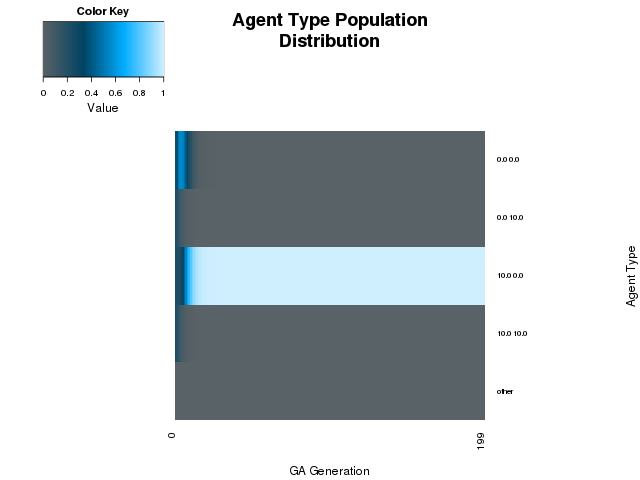 Color Key
0 0.2 0.4 0.6 0.8 1
Value
Agent Type Population
Distribution
0.0 0.0
0.0 10.0
10.0 0.0
10.0 10.0
other
Agent Type
0 199
GA Generation